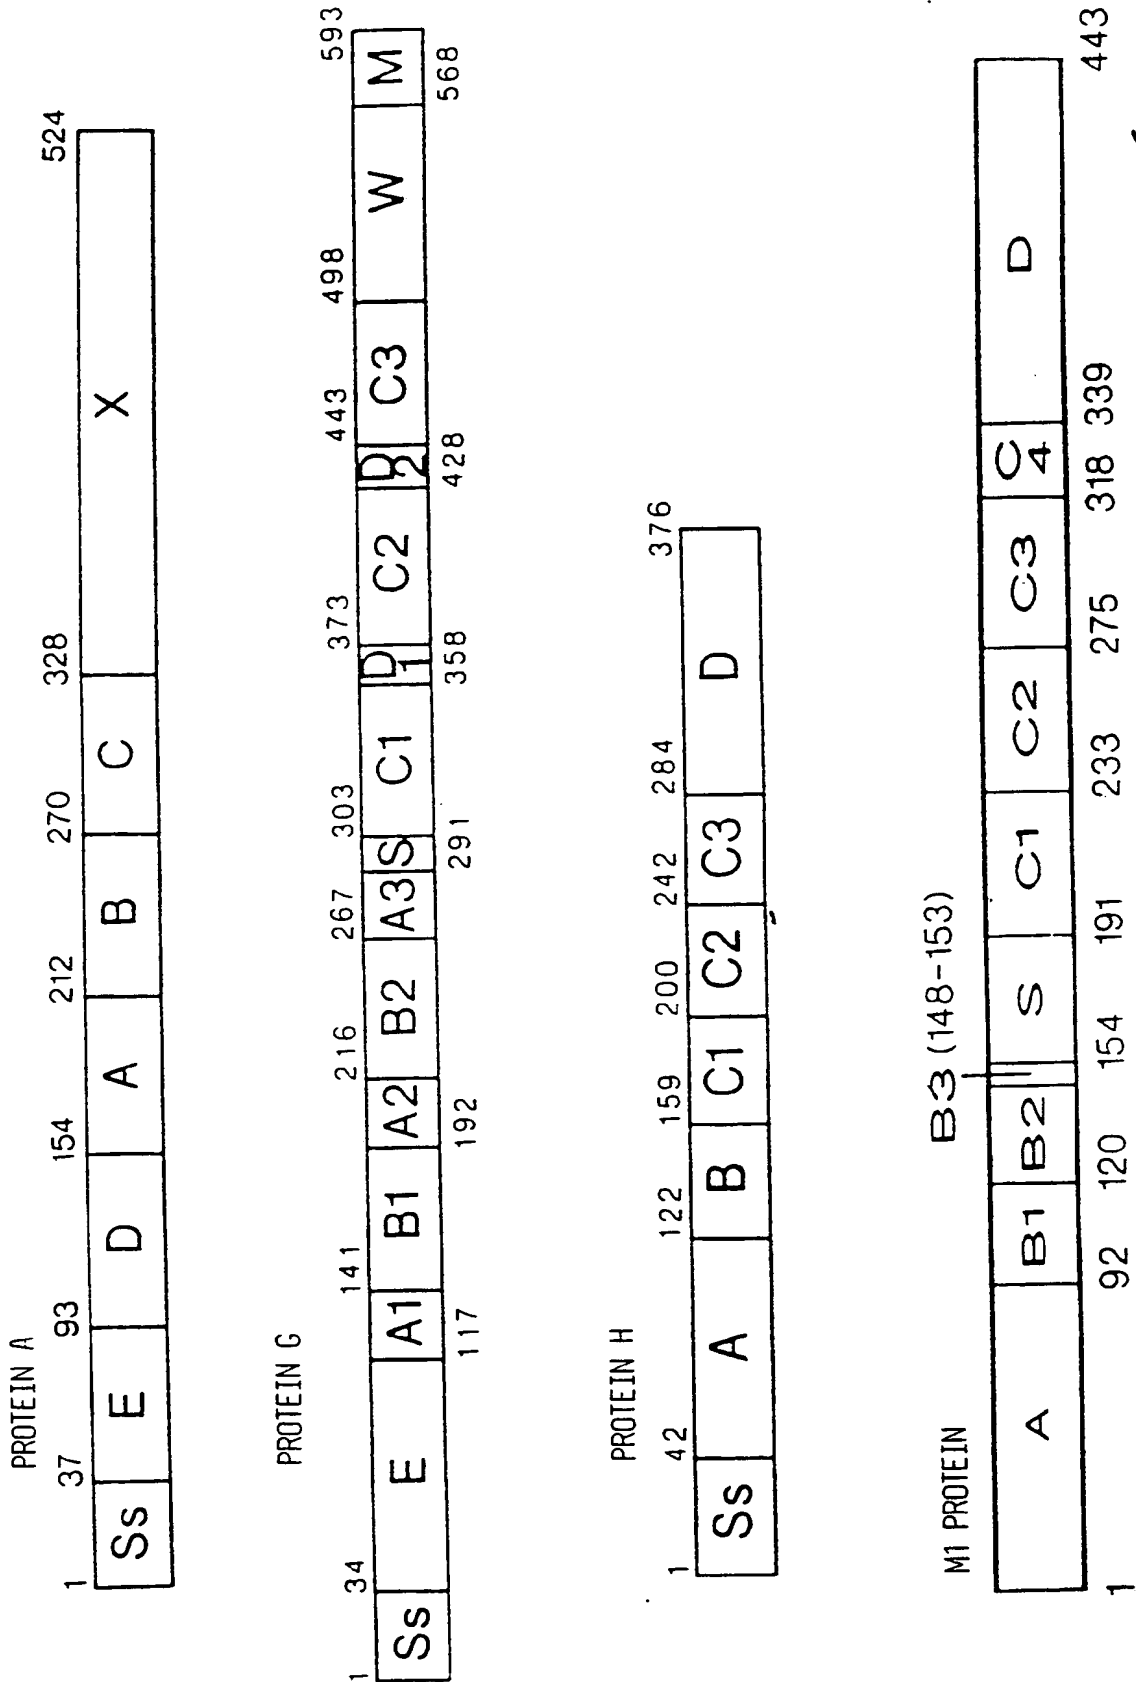 PROTEIN A
1 37 93 154 212 270 328 524
Ss E D A B C X
PROTEIN G
1 34 141 216 267 303 373 443 498 593
Ss E A1 B1 A2 B2 A3 S C1 D1 C2 D2 C3 W M
117 192 291 358 428 568
PROTEIN H
1 42 122 159 200 242 284 376
Ss A B C1 C2 C3 D
M1 PROTEIN
B3 (148-153)
A B1 B2 S C1 C2 C3 C4 D
1 92 120 154 191 233 275 318 339 443